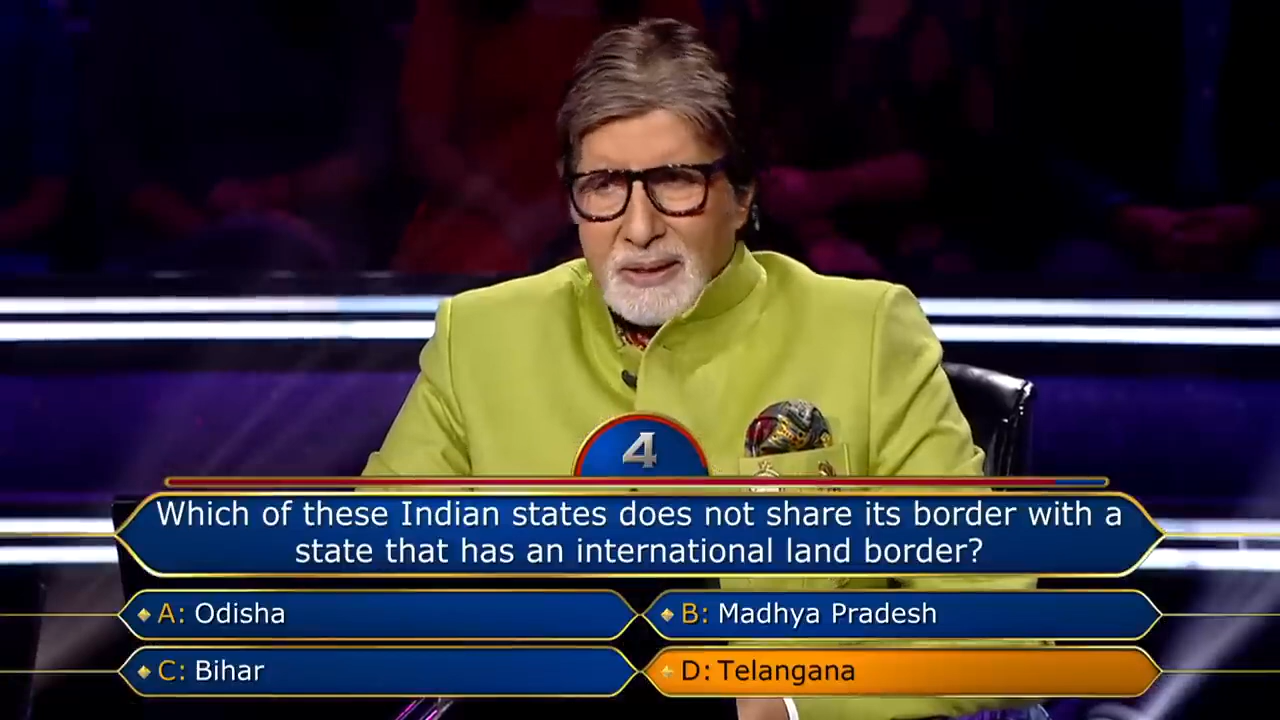 4
Which of these Indian states does not share its border with a
state that has an international land border?
A: Odisha
B: Madhya Pradesh
C: Bihar
D: Telangana